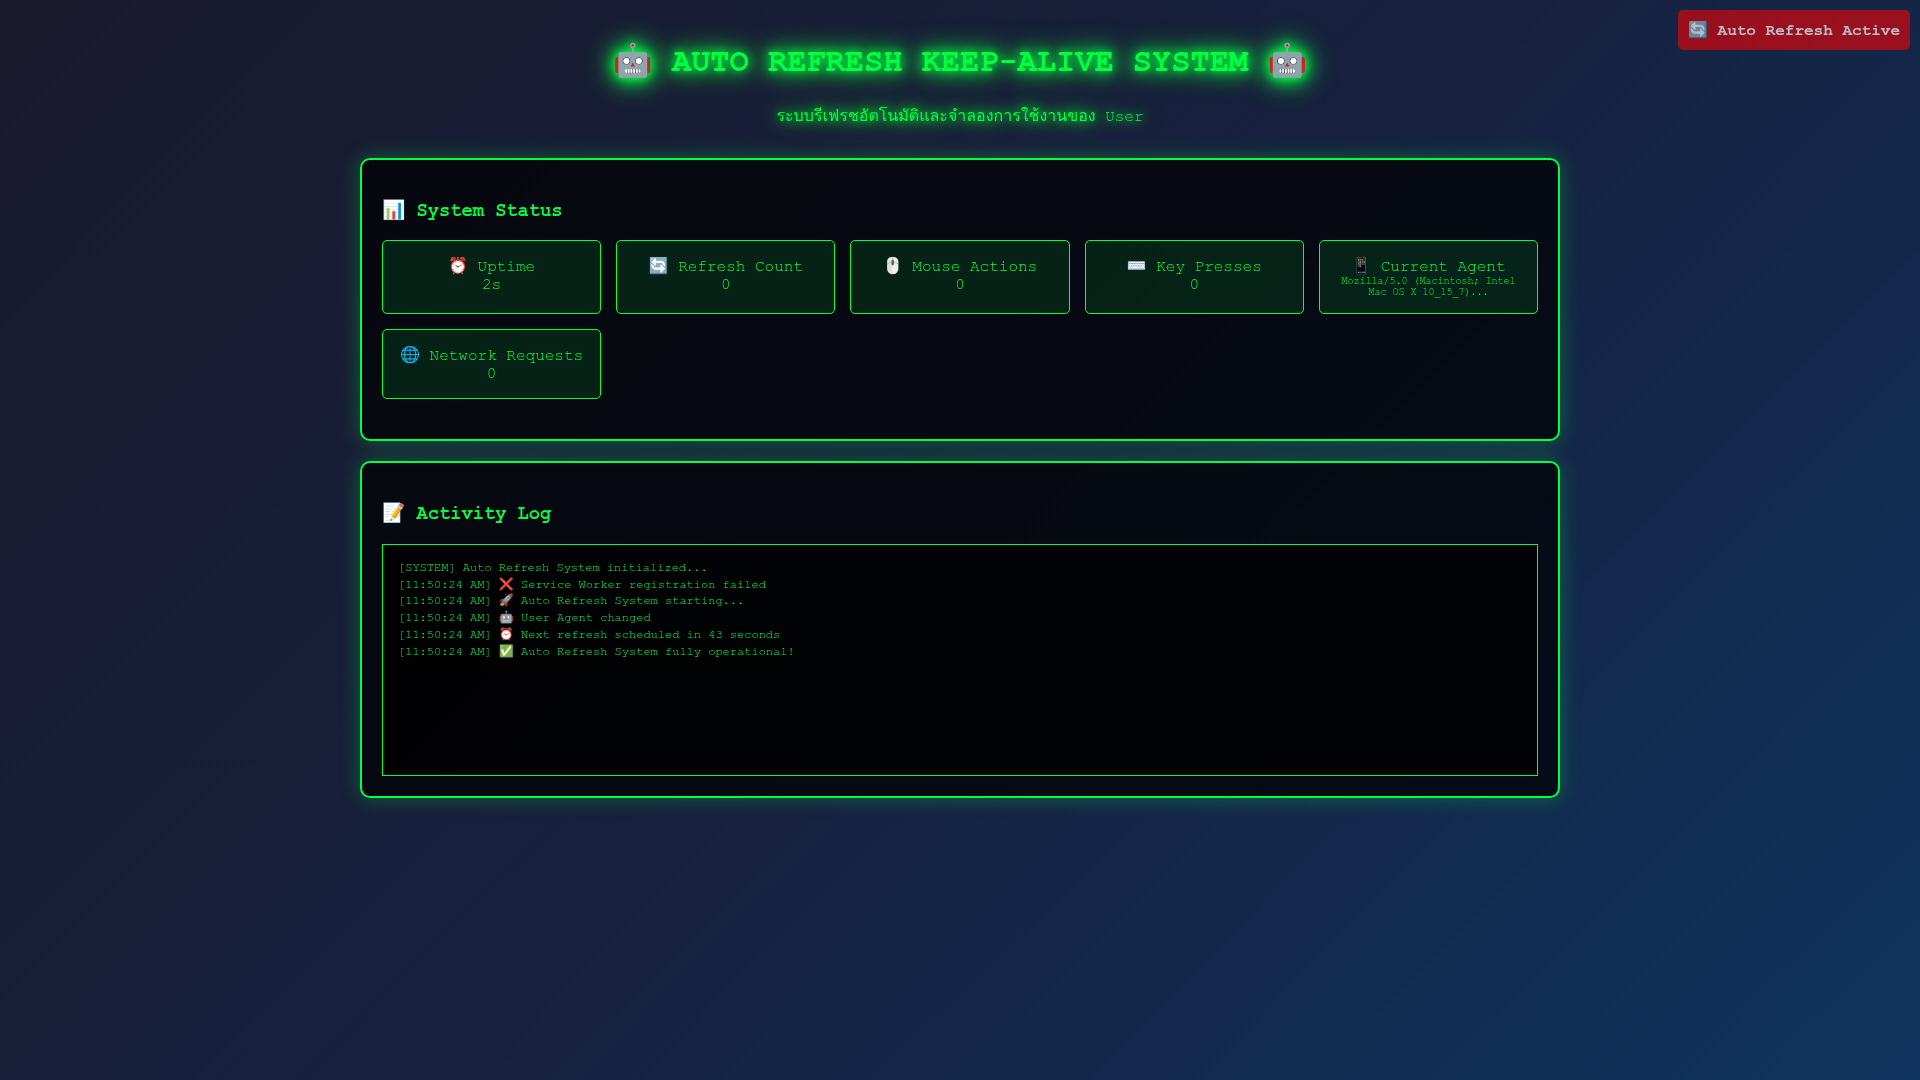 🔄 Auto Refresh Active
🤖 AUTO REFRESH KEEP-ALIVE SYSTEM 🤖
ระบบรีเฟรชอัตโนมัติและจำลองการใช้งานของ User
📊 System Status
⏰ Uptime
2s
🔄 Refresh Count
0
🖱️ Mouse Actions
0
⌨️ Key Presses
0
📱 Current Agent
Mozilla/5.0 (Macintosh; Intel
Mac OS X 10_15_7)...
🌐 Network Requests
0
📝 Activity Log
[SYSTEM] Auto Refresh System initialized...
[11:50:24 AM] ❌ Service Worker registration failed
[11:50:24 AM] 🚀 Auto Refresh System starting...
[11:50:24 AM] 🤖 User Agent changed
[11:50:24 AM] ⏰ Next refresh scheduled in 43 seconds
[11:50:24 AM] ✅ Auto Refresh System fully operational!